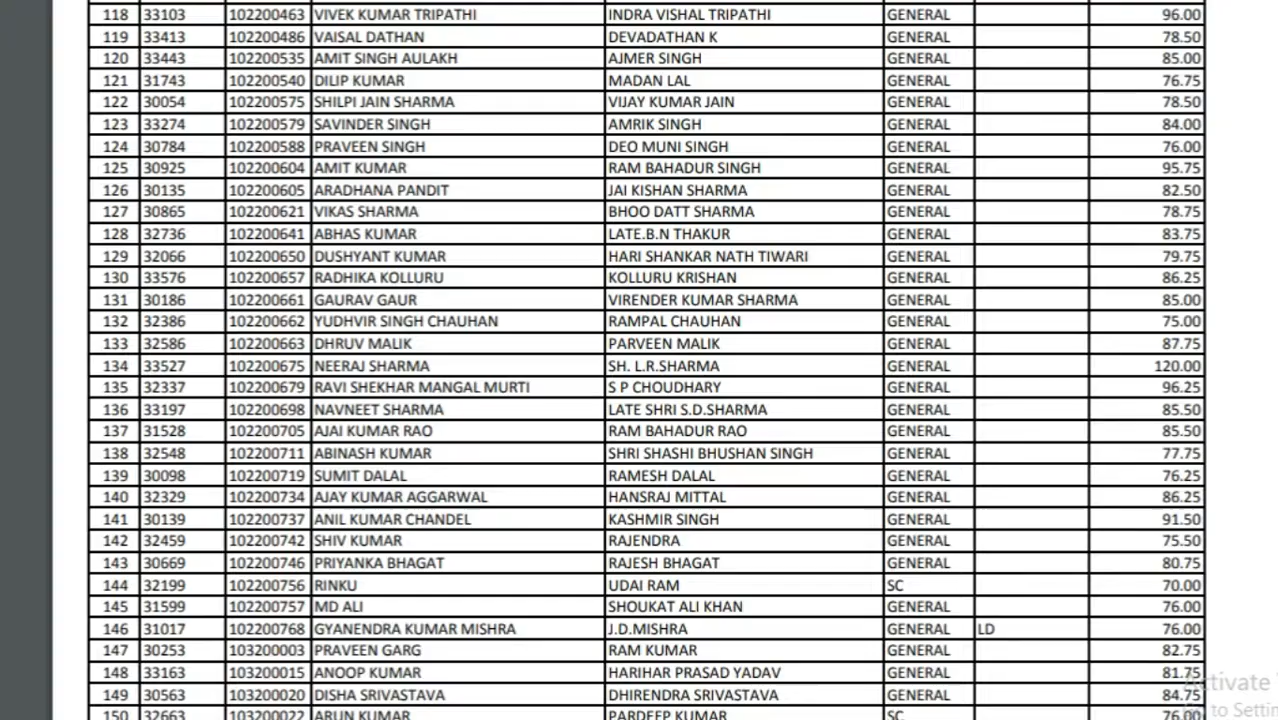 118 33103 102200463 VIVEK KUMAR TRIPATHI INDRA VISHAL TRIPATHI GENERAL 96.00
119 33413 102200486 VAISAL DATHAN DEVADATHAN K GENERAL 78.50
120 33443 102200535 AMIT SINGH AULAKH AJMER SINGH GENERAL 85.00
121 31743 102200540 DILIP KUMAR MADAN LAL GENERAL 76.75
122 30054 102200575 SHILPI JAIN SHARMA VIJAY KUMAR JAIN GENERAL 78.50
123 33274 102200579 SAVINDER SINGH AMRIK SINGH GENERAL 84.00
124 30784 102200588 PRAVEEN SINGH DEO MUNI SINGH GENERAL 76.00
125 30925 102200604 AMIT KUMAR RAM BAHADUR SINGH GENERAL 95.75
126 30135 102200605 ARADHANA PANDIT JAI KISHAN SHARMA GENERAL 82.50
127 30865 102200621 VIKAS SHARMA BHOO DATT SHARMA GENERAL 78.75
128 32736 102200641 ABHAS KUMAR LATE.B.N THAKUR GENERAL 83.75
129 32066 102200650 DUSHYANT KUMAR HARI SHANKAR NATH TIWARI GENERAL 79.75
130 33576 102200657 RADHIKA KOLLURU KOLLURU KRISHAN GENERAL 86.25
131 30186 102200661 GAURAV GAUR VIRENDER KUMAR SHARMA GENERAL 85.00
132 32386 102200662 YUDHVIR SINGH CHAUHAN RAMPAL CHAUHAN GENERAL 75.00
133 32586 102200663 DHRUV MALIK PARVEEN MALIK GENERAL 87.75
134 33527 102200675 NEERAJ SHARMA SH. L.R.SHARMA GENERAL 120.00
135 32337 102200679 RAVI SHEKHAR MANGAL MURTI S P CHOUDHARY GENERAL 96.25
136 33197 102200698 NAVNEET SHARMA LATE SHRI S.D.SHARMA GENERAL 85.50
137 31528 102200705 AJAI KUMAR RAO RAM BAHADUR RAO GENERAL 85.50
138 32548 102200711 ABINASH KUMAR SHRI SHASHI BHUSHAN SINGH GENERAL 77.75
139 30098 102200719 SUMIT DALAL RAMESH DALAL GENERAL 76.25
140 32329 102200734 AJAY KUMAR AGGARWAL HANSRAJ MITTAL GENERAL 86.25
141 30139 102200737 ANIL KUMAR CHANDEL KASHMIR SINGH GENERAL 91.50
142 32459 102200742 SHIV KUMAR RAJENDRA GENERAL 75.50
143 30669 102200746 PRIYANKA BHAGAT RAJESH BHAGAT GENERAL 80.75
144 32199 102200756 RINKU UDAI RAM SC 70.00
145 31599 102200757 MD ALI SHOUKAT ALI KHAN GENERAL 76.00
146 31017 102200768 GYANENDRA KUMAR MISHRA J.D.MISHRA GENERAL LD 76.00
147 30253 103200003 PRAVEEN GARG RAM KUMAR GENERAL 82.75
148 33163 103200015 ANOOP KUMAR HARIHAR PRASAD YADAV GENERAL 81.75
149 30563 103200020 DISHA SRIVASTAVA DHIRENDRA SRIVASTAVA GENERAL 84.75
150 32663 103200022 ARUN KUMAR PARDEEP KUMAR SC 76.00
Activate
to Settin